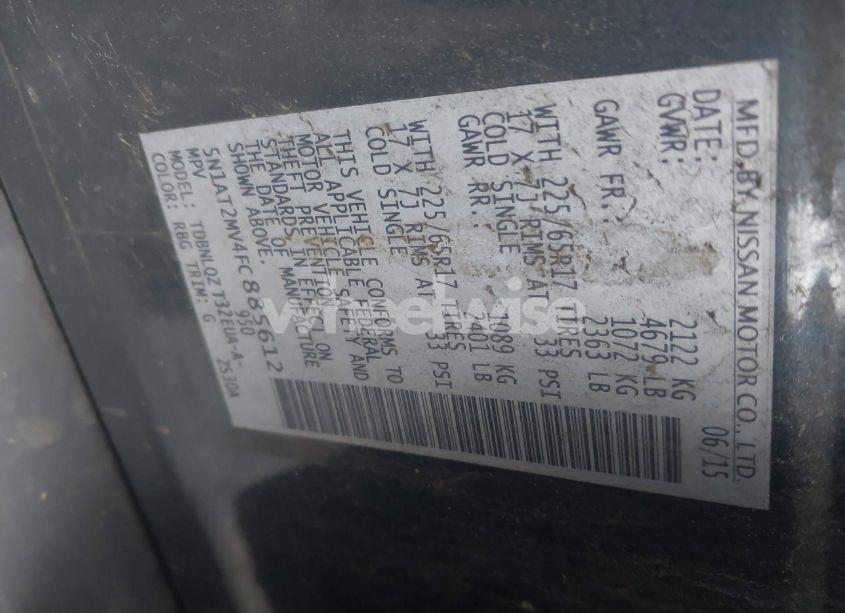 MFD.BY NISSAN MOTOR CO., LTD.
DATE: 06/15
GVWR: 2122 KG
4679 LB
GAWR FR: 1072 KG
2363 LB
WITH 225/65R17 TIRES
17 X 7J RIMS AT 33 PSI
COLD SINGLE
GAWR RR: 1089 KG
2401 LB
WITH 225/65R17 TIRES
17 X 7J RIMS AT 33 PSI
COLD SINGLE
THIS VEHICLE CONFORMS TO
ALL APPLICABLE FEDERAL
MOTOR VEHICLE SAFETY AND
THEFT PREVENTION
STANDARDS IN EFFECT ON
THE DATE OF MANUFACTURE
SHOWN ABOVE.
5N1AT2MV4FC885612
MPV 950
MODEL: TDBNLQZT32EUA-A-
COLOR: RBG TRIM: G 2S30A
wheelwise